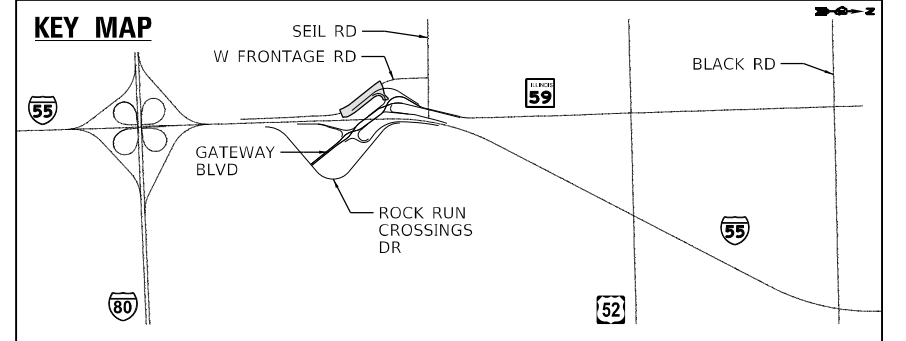 KEY MAP
SEIL RD
W FRONTAGE RD
BLACK RD
ILLINOIS
59
55
GATEWAY
BLVD
ROCK RUN
CROSSINGS
DR
55
80
52
Z